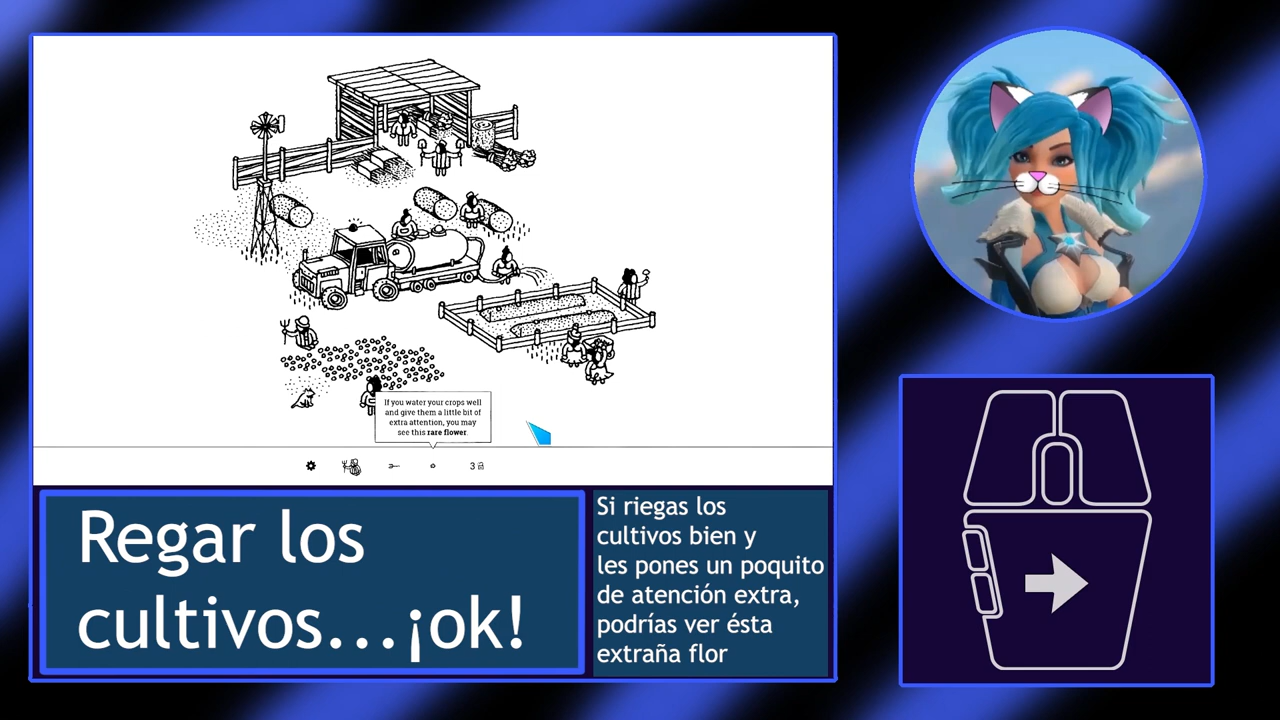 If you water your crops well
and give them a little bit of
extra attention, you may
see this rare flower.
3
Regar los
cultivos...¡ok!
Si riegas los
cultivos bien y
les pones un poquito
de atención extra,
podrías ver ésta
extraña flor